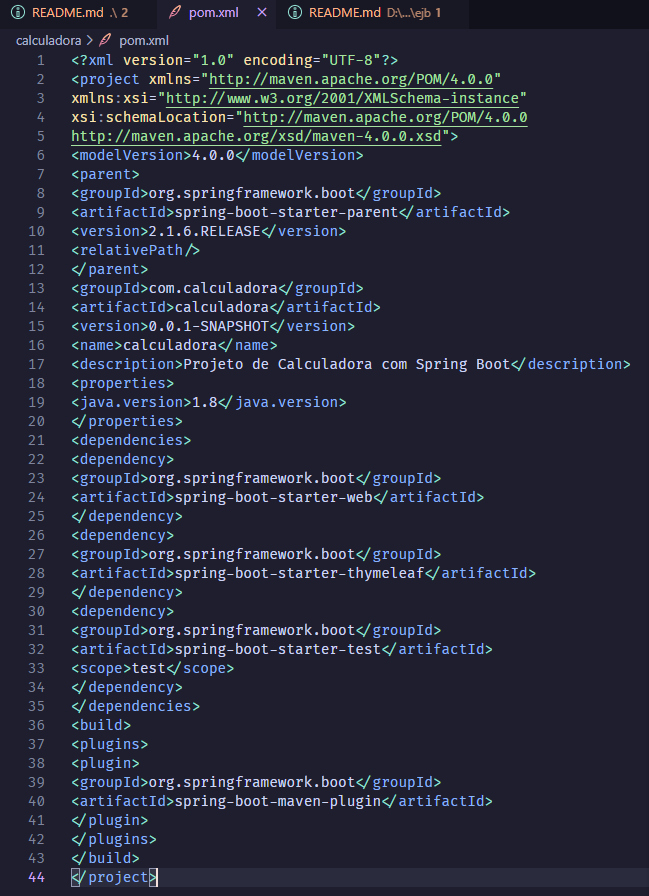 README.md .\ 2 pom.xml × README.md D:\...\ejb 1
calculadora > pom.xml
1 <?xml version="1.0" encoding="UTF-8"?>
2 <project xmlns="http://maven.apache.org/POM/4.0.0"
3 xmlns:xsi="http://www.w3.org/2001/XMLSchema-instance"
4 xsi:schemaLocation="http://maven.apache.org/POM/4.0.0
5 http://maven.apache.org/xsd/maven-4.0.0.xsd">
6 <modelVersion>4.0.0</modelVersion>
7 <parent>
8 <groupId>org.springframework.boot</groupId>
9 <artifactId>spring-boot-starter-parent</artifactId>
10 <version>2.1.6.RELEASE</version>
11 <relativePath/>
12 </parent>
13 <groupId>com.calculadora</groupId>
14 <artifactId>calculadora</artifactId>
15 <version>0.0.1-SNAPSHOT</version>
16 <name>calculadora</name>
17 <description>Projeto de Calculadora com Spring Boot</description>
18 <properties>
19 <java.version>1.8</java.version>
20 </properties>
21 <dependencies>
22 <dependency>
23 <groupId>org.springframework.boot</groupId>
24 <artifactId>spring-boot-starter-web</artifactId>
25 </dependency>
26 <dependency>
27 <groupId>org.springframework.boot</groupId>
28 <artifactId>spring-boot-starter-thymeleaf</artifactId>
29 </dependency>
30 <dependency>
31 <groupId>org.springframework.boot</groupId>
32 <artifactId>spring-boot-starter-test</artifactId>
33 <scope>test</scope>
34 </dependency>
35 </dependencies>
36 <build>
37 <plugins>
38 <plugin>
39 <groupId>org.springframework.boot</groupId>
40 <artifactId>spring-boot-maven-plugin</artifactId>
41 </plugin>
42 </plugins>
43 </build>
44 </project>